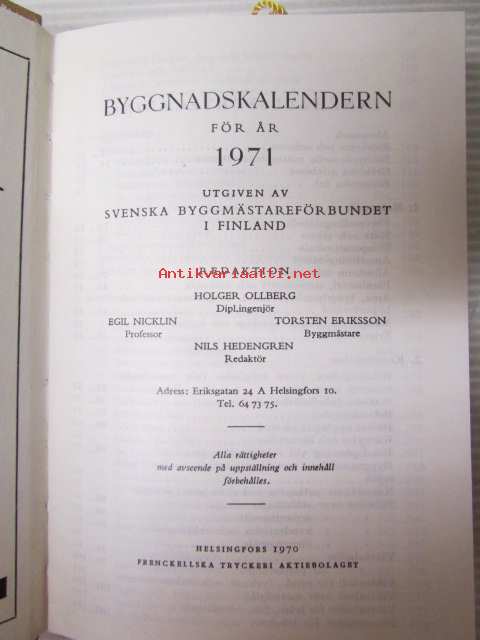 BYGGNADSKALENDERN
FÖR ÅR
1971
UTGIVEN AV
SVENSKA BYGGMÄSTAREFÖRBUNDET
I FINLAND
REDAKTION
Antikvariaatti.net
HOLGER OLLBERG
Dipl.ingenjör
EGIL NICKLIN TORSTEN ERIKSSON
Professor Byggmästare
NILS HEDENGREN
Redaktör
Adress: Eriksgatan 24 A Helsingfors 10.
Tel. 64 73 75.
Alla rättigheter
med avseende på uppställning och innehåll
förbehålles.
HELSINGFORS 1970
FRENCKELLSKA TRYCKERI AKTIEBOLAGET